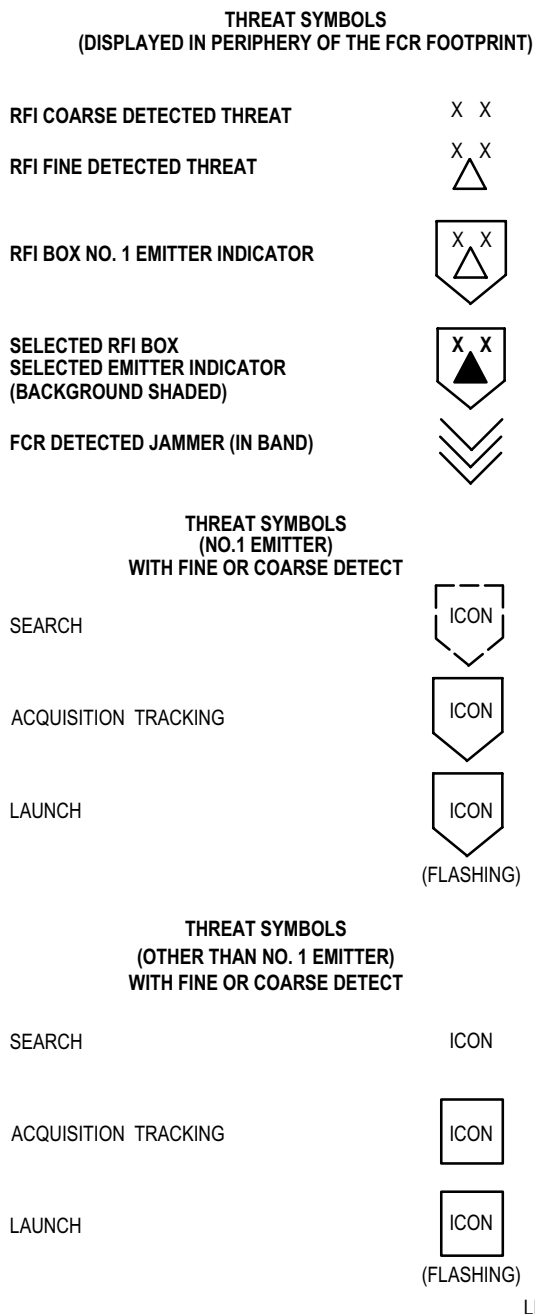 THREAT SYMBOLS
(DISPLAYED IN PERIPHERY OF THE FCR FOOTPRINT)
RFI COARSE DETECTED THREAT
X X
RFI FINE DETECTED THREAT
X X
RFI BOX NO. 1 EMITTER INDICATOR
X X
SELECTED RFI BOX
SELECTED EMITTER INDICATOR
(BACKGROUND SHADED)
X X
FCR DETECTED JAMMER (IN BAND)
THREAT SYMBOLS
(NO.1 EMITTER)
WITH FINE OR COARSE DETECT
SEARCH
ICON
ACQUISITION TRACKING
ICON
LAUNCH
ICON
(FLASHING)
THREAT SYMBOLS
(OTHER THAN NO. 1 EMITTER)
WITH FINE OR COARSE DETECT
SEARCH
ICON
ACQUISITION TRACKING
ICON
LAUNCH
ICON
(FLASHING)